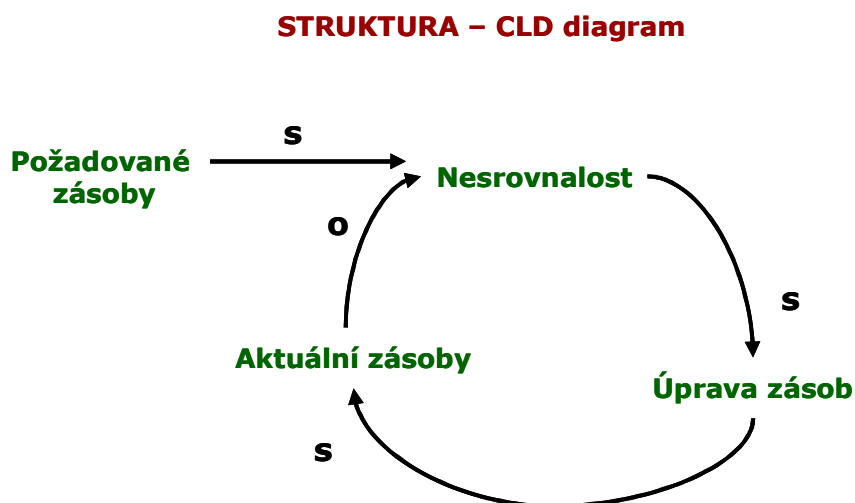 STRUKTURA – CLD diagram
s
Požadované
zásoby
Nesrovnalost
o
s
Aktuální zásoby
Úprava zásob
s